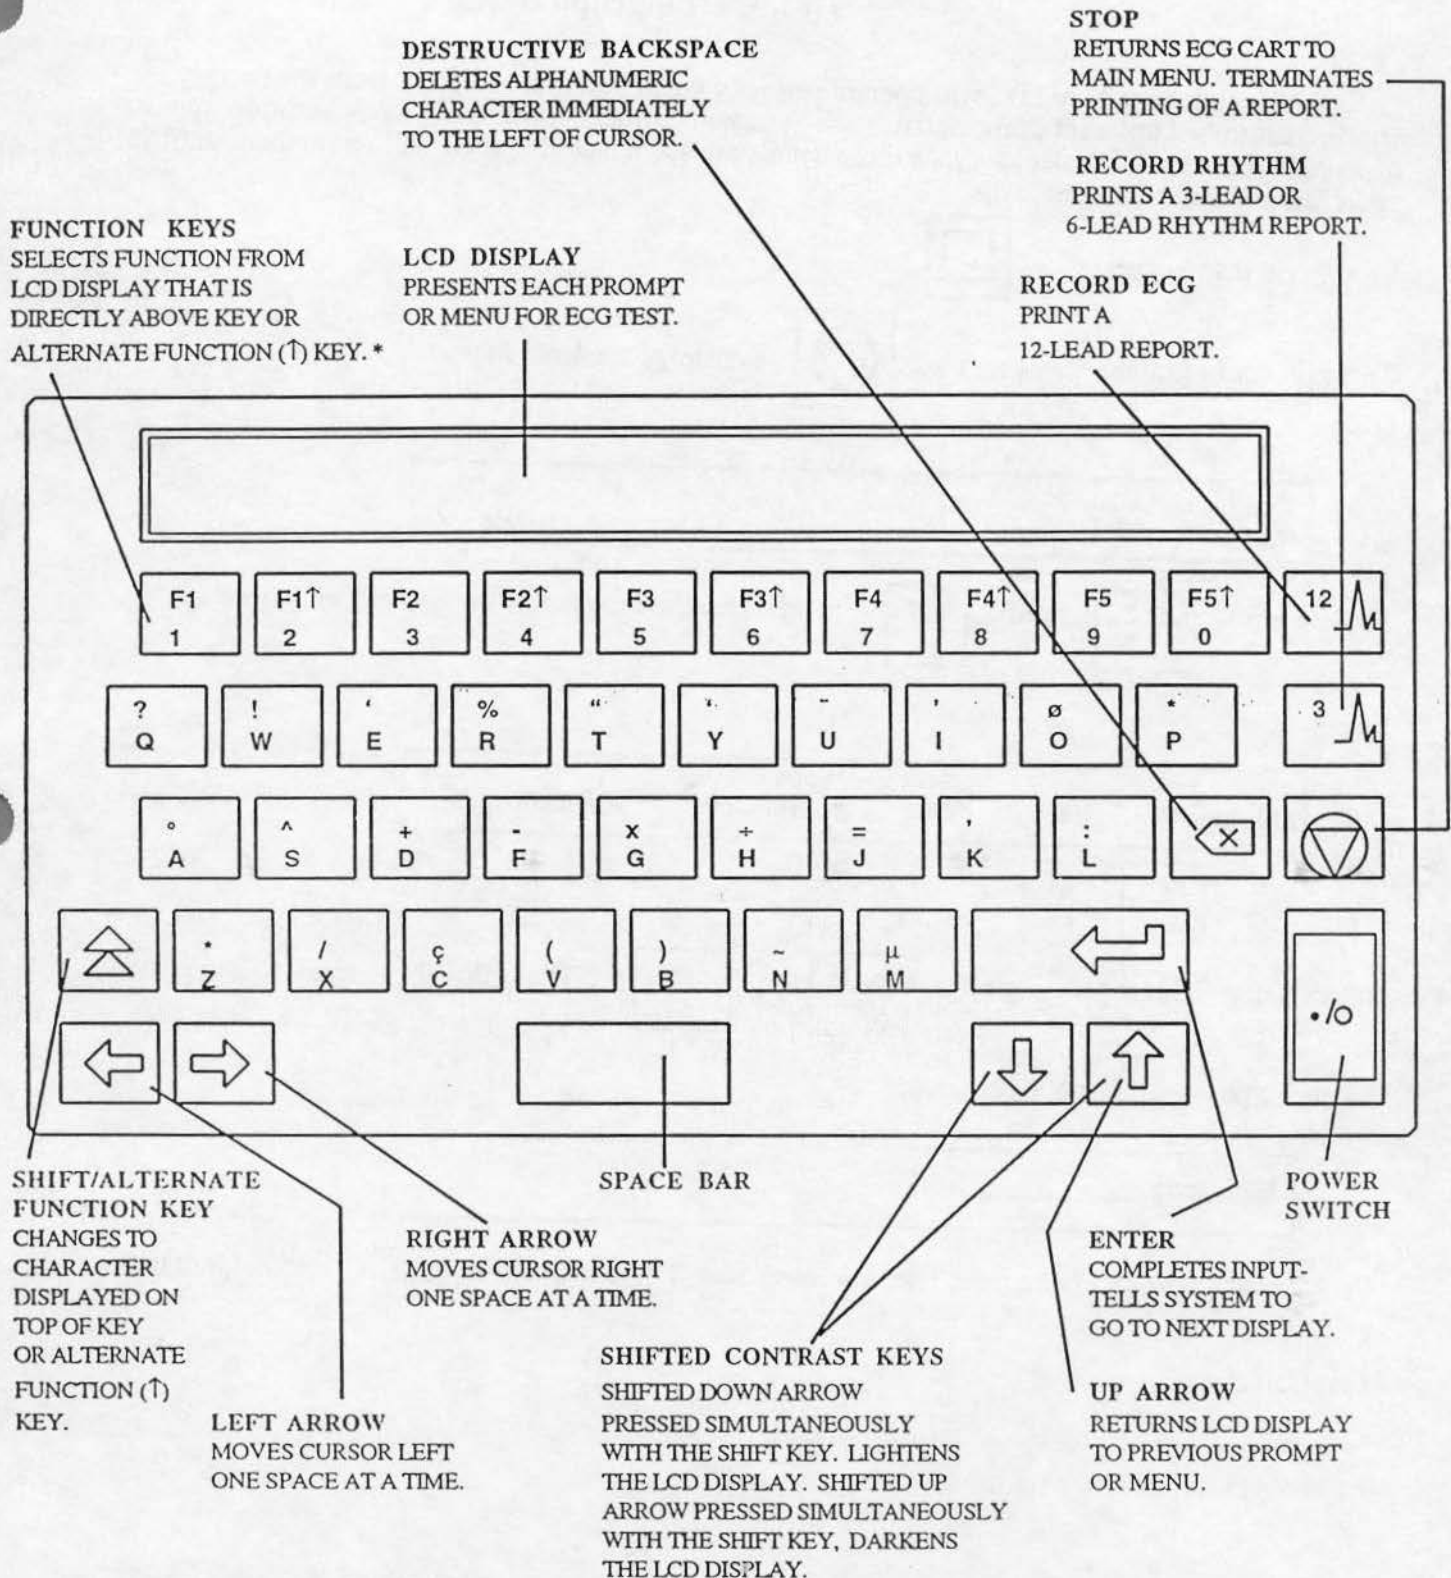 STOP
RETURNS ECG CART TO
MAIN MENU. TERMINATES
PRINTING OF A REPORT.
DESTRUCTIVE BACKSPACE
DELETES ALPHANUMERIC
CHARACTER IMMEDIATELY
TO THE LEFT OF CURSOR.
RECORD RHYTHM
PRINTS A 3-LEAD OR
6-LEAD RHYTHM REPORT.
FUNCTION KEYS
SELECTS FUNCTION FROM
LCD DISPLAY THAT IS
DIRECTLY ABOVE KEY OR
ALTERNATE FUNCTION (↑) KEY. *
LCD DISPLAY
PRESENTS EACH PROMPT
OR MENU FOR ECG TEST.
RECORD ECG
PRINT A
12-LEAD REPORT.
F1 F1↑ F2 F2↑ F3 F3↑ F4 F4↑ F5 F5↑ 12
1 2 3 4 5 6 7 8 9 0
? ! ‘ % “ ¨ ' ø * 3
Q W E R T Y U I O P
° ^ + - x ÷ = ' :
A S D F G H J K L X
* / ç ( ) ~ µ
Z X C V B N M
•/O
SHIFT/ALTERNATE
FUNCTION KEY
CHANGES TO
CHARACTER
DISPLAYED ON
TOP OF KEY
OR ALTERNATE
FUNCTION (↑)
KEY.
LEFT ARROW
MOVES CURSOR LEFT
ONE SPACE AT A TIME.
RIGHT ARROW
MOVES CURSOR RIGHT
ONE SPACE AT A TIME.
SPACE BAR
SHIFTED CONTRAST KEYS
SHIFTED DOWN ARROW
PRESSED SIMULTANEOUSLY
WITH THE SHIFT KEY. LIGHTENS
THE LCD DISPLAY. SHIFTED UP
ARROW PRESSED SIMULTANEOUSLY
WITH THE SHIFT KEY, DARKENS
THE LCD DISPLAY.
ENTER
COMPLETES INPUT-
TELLS SYSTEM TO
GO TO NEXT DISPLAY.
UP ARROW
RETURNS LCD DISPLAY
TO PREVIOUS PROMPT
OR MENU.
POWER
SWITCH